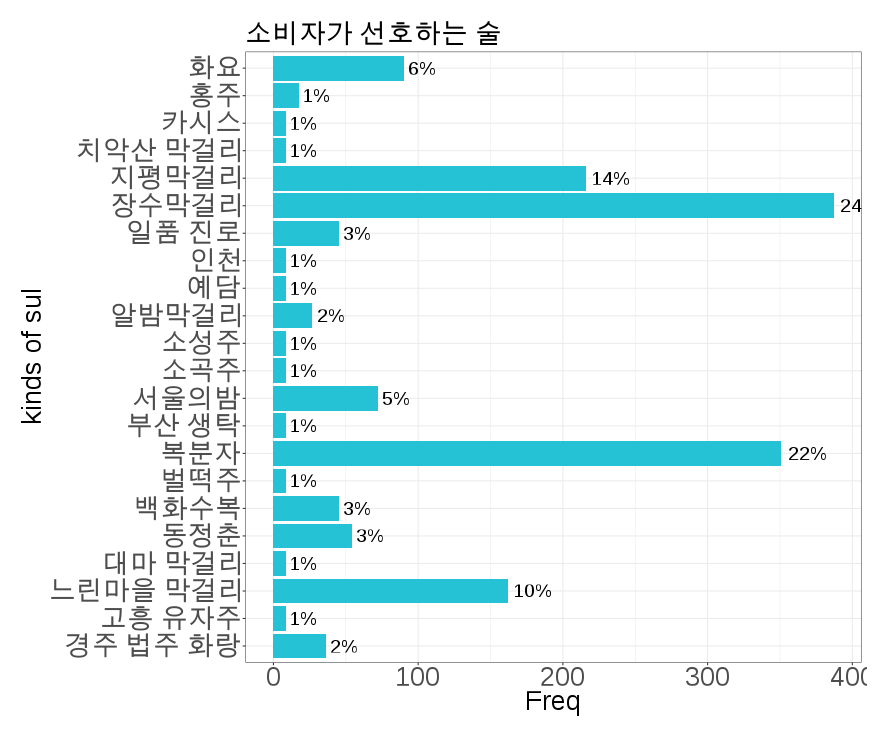 소비자가 선호하는 술
화요 6%
홍주 1%
카시스 1%
치악산 막걸리 1%
지평막걸리 14%
장수막걸리 24
일품 진로 3%
인천 1%
예담 1%
알밤막걸리 2%
소성주 1%
소곡주 1%
서울의밤 5%
부산 생탁 1%
복분자 22%
벌떡주 1%
백화수복 3%
동정춘 3%
대마 막걸리 1%
느린마을 막걸리 10%
고흥 유자주 1%
경주 법주 화랑 2%
kinds of sul
0 100 200 300 400
Freq